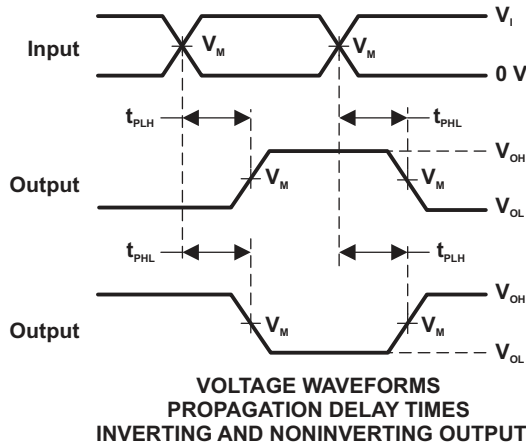 V_I
Input
V_M
V_M
0 V
t_PLH
t_PHL
V_OH
Output
V_M
V_M
V_OL
t_PHL
t_PLH
V_OH
Output
V_M
V_M
V_OL
VOLTAGE WAVEFORMS
PROPAGATION DELAY TIMES
INVERTING AND NONINVERTING OUTPUT